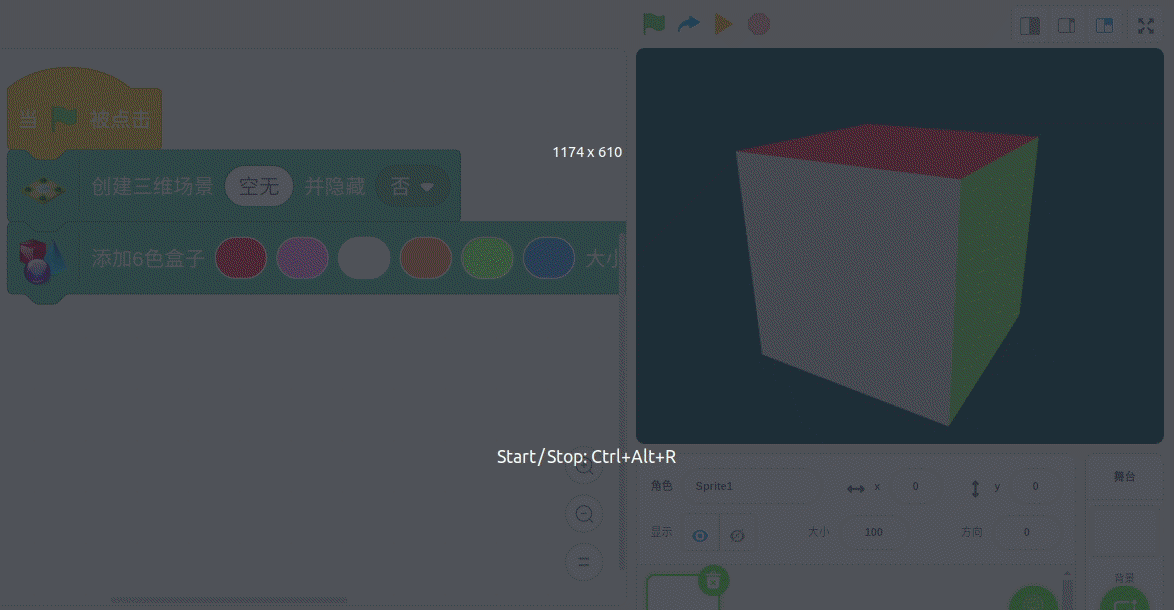 当 被点击
1174 x 610
创建三维场景 空无 并隐藏 否
添加6色盒子 大小
Start/Stop: Ctrl+Alt+R
角色 Sprite1 x 0 y 0
舞台
显示 大小 100 方向 0
背景